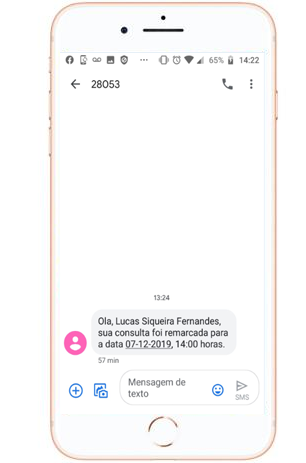 65% 14:22
28053
13:24
Ola, Lucas Siqueira Fernandes,
sua consulta foi remarcada para
a data 07-12-2019, 14:00 horas.
57 min
Mensagem de
texto
SMS